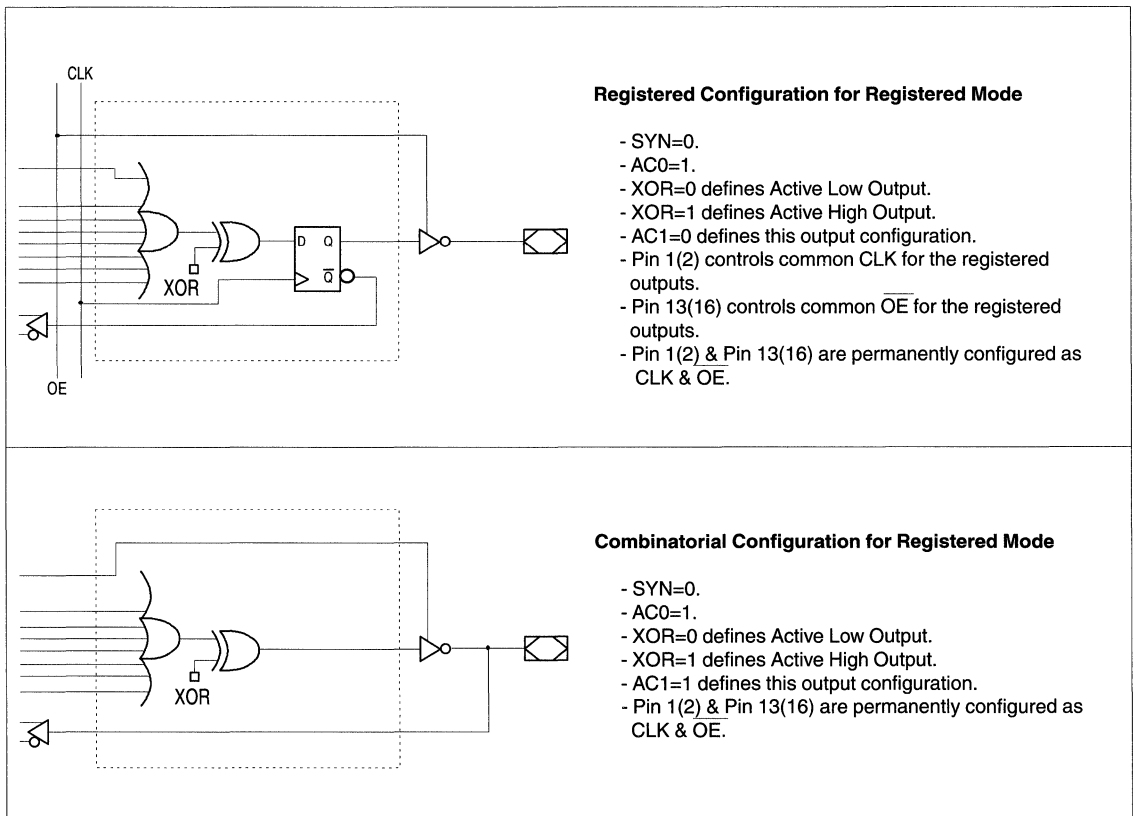 CLK
D Q
Q̅
XOR
OE
Registered Configuration for Registered Mode
- SYN=0.
- AC0=1.
- XOR=0 defines Active Low Output.
- XOR=1 defines Active High Output.
- AC1=0 defines this output configuration.
- Pin 1(2) controls common CLK for the registered
outputs.
- Pin 13(16) controls common O̅E̅ for the registered
outputs.
- Pin 1(2) & Pin 13(16) are permanently configured as
CLK & O̅E̅.
XOR
Combinatorial Configuration for Registered Mode
- SYN=0.
- AC0=1.
- XOR=0 defines Active Low Output.
- XOR=1 defines Active High Output.
- AC1=1 defines this output configuration.
- Pin 1(2) & Pin 13(16) are permanently configured as
CLK & O̅E̅.